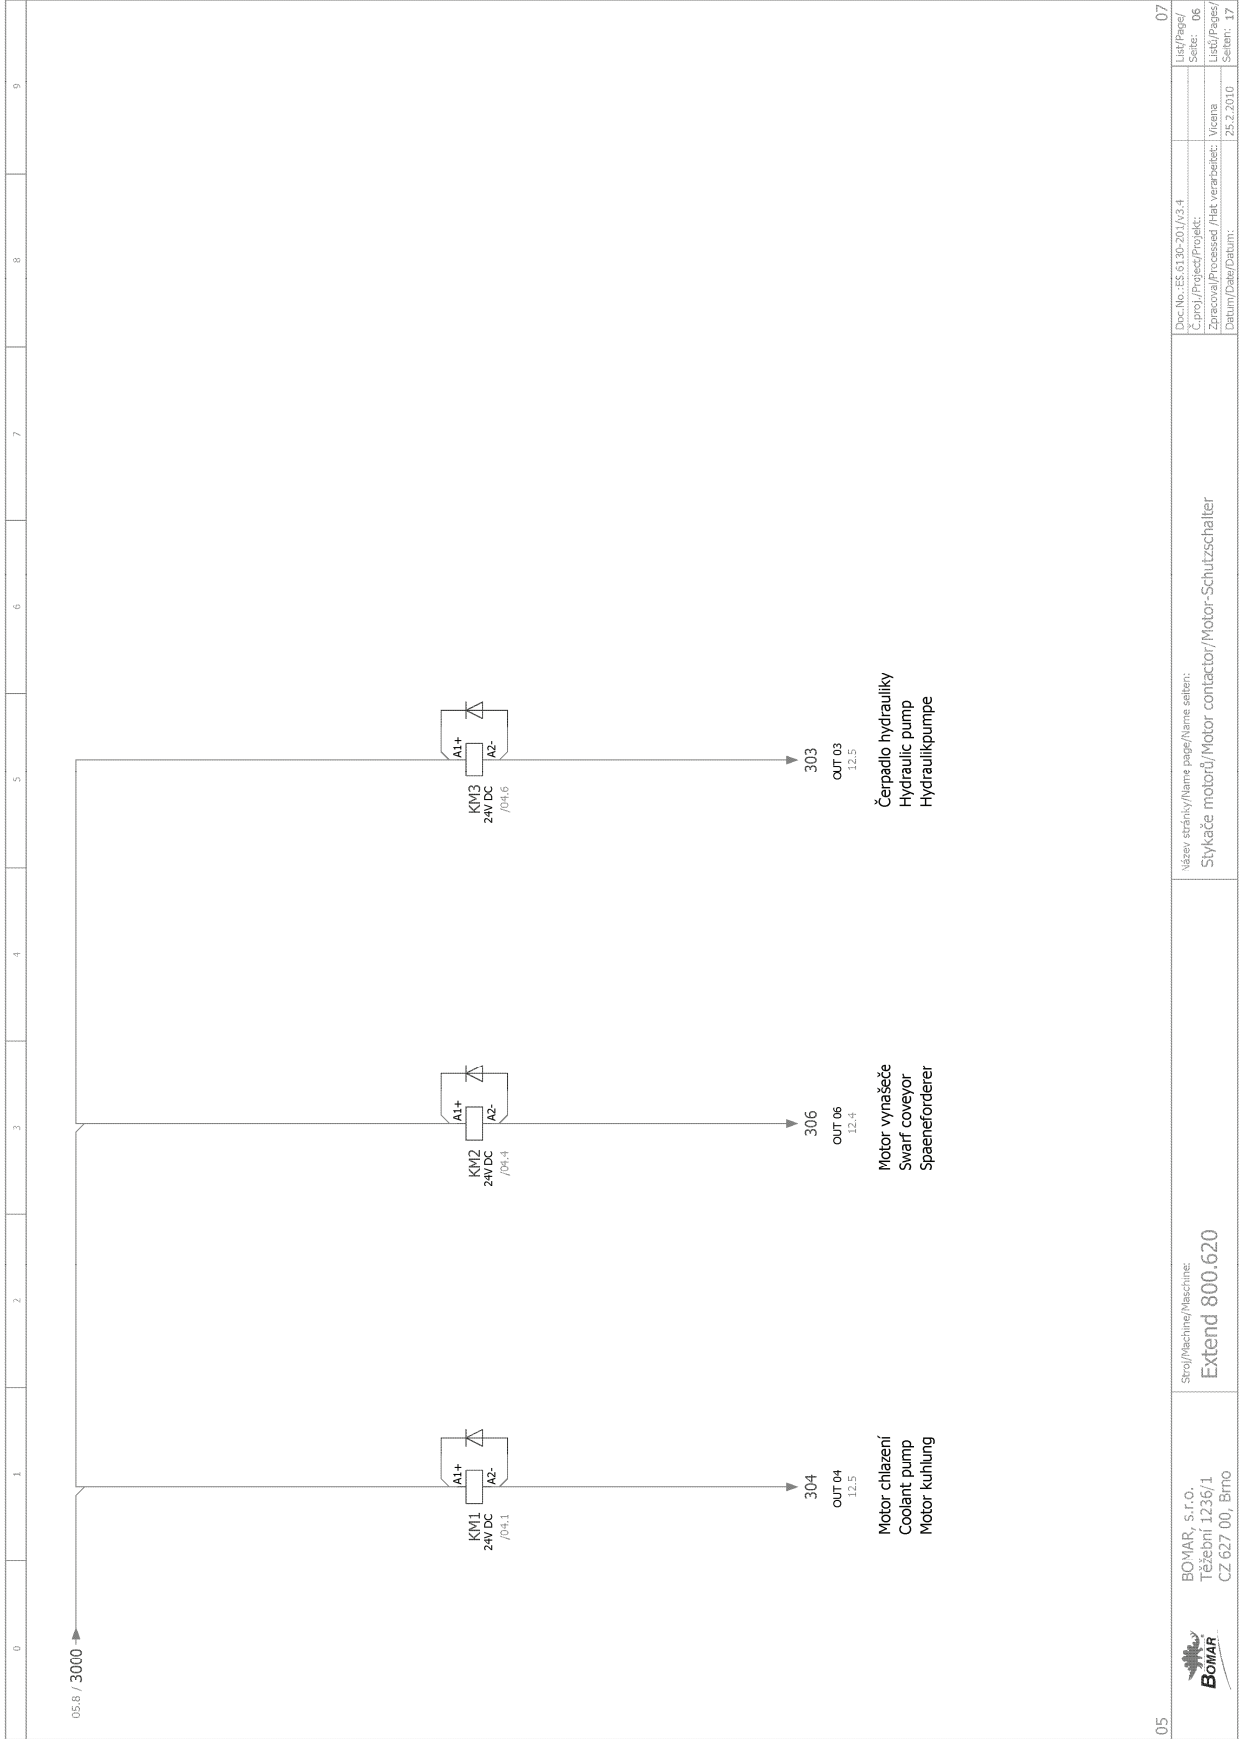 0 1 2 3 4 5 6 7 8 9
05.8 / 3000
KM1
24V DC
/04.1
A1+
A2-
KM2
24V DC
/04.4
A1+
A2-
KM3
24V DC
/04.6
A1+
A2-
304
OUT 04
12.5
306
OUT 06
12.4
303
OUT 03
12.5
Motor chlazení
Coolant pump
Motor kuhlung
Motor vynašeče
Swarf coveyor
Spaeneforderer
Čerpadlo hydrauliky
Hydraulic pump
Hydraulikpumpe
05
07
BOMAR
BOMAR, s.r.o.
Těžební 1236/1
CZ 627 00, Brno
Stroj/Machine/Maschine:
Extend 800.620
Název stránky/Name page/Name seiten:
Stykače motorů/Motor contactor/Motor-Schutzschalter
Doc.No.:ES.6130-201/v3.4
Č.proj./Project/Projekt:
Zpracoval/Processed /Hat verarbeitet: Vicena
Datum/Date/Datum: 25.2.2010
List/Page/
Seite: 06
Listů/Pages/
Seiten: 17